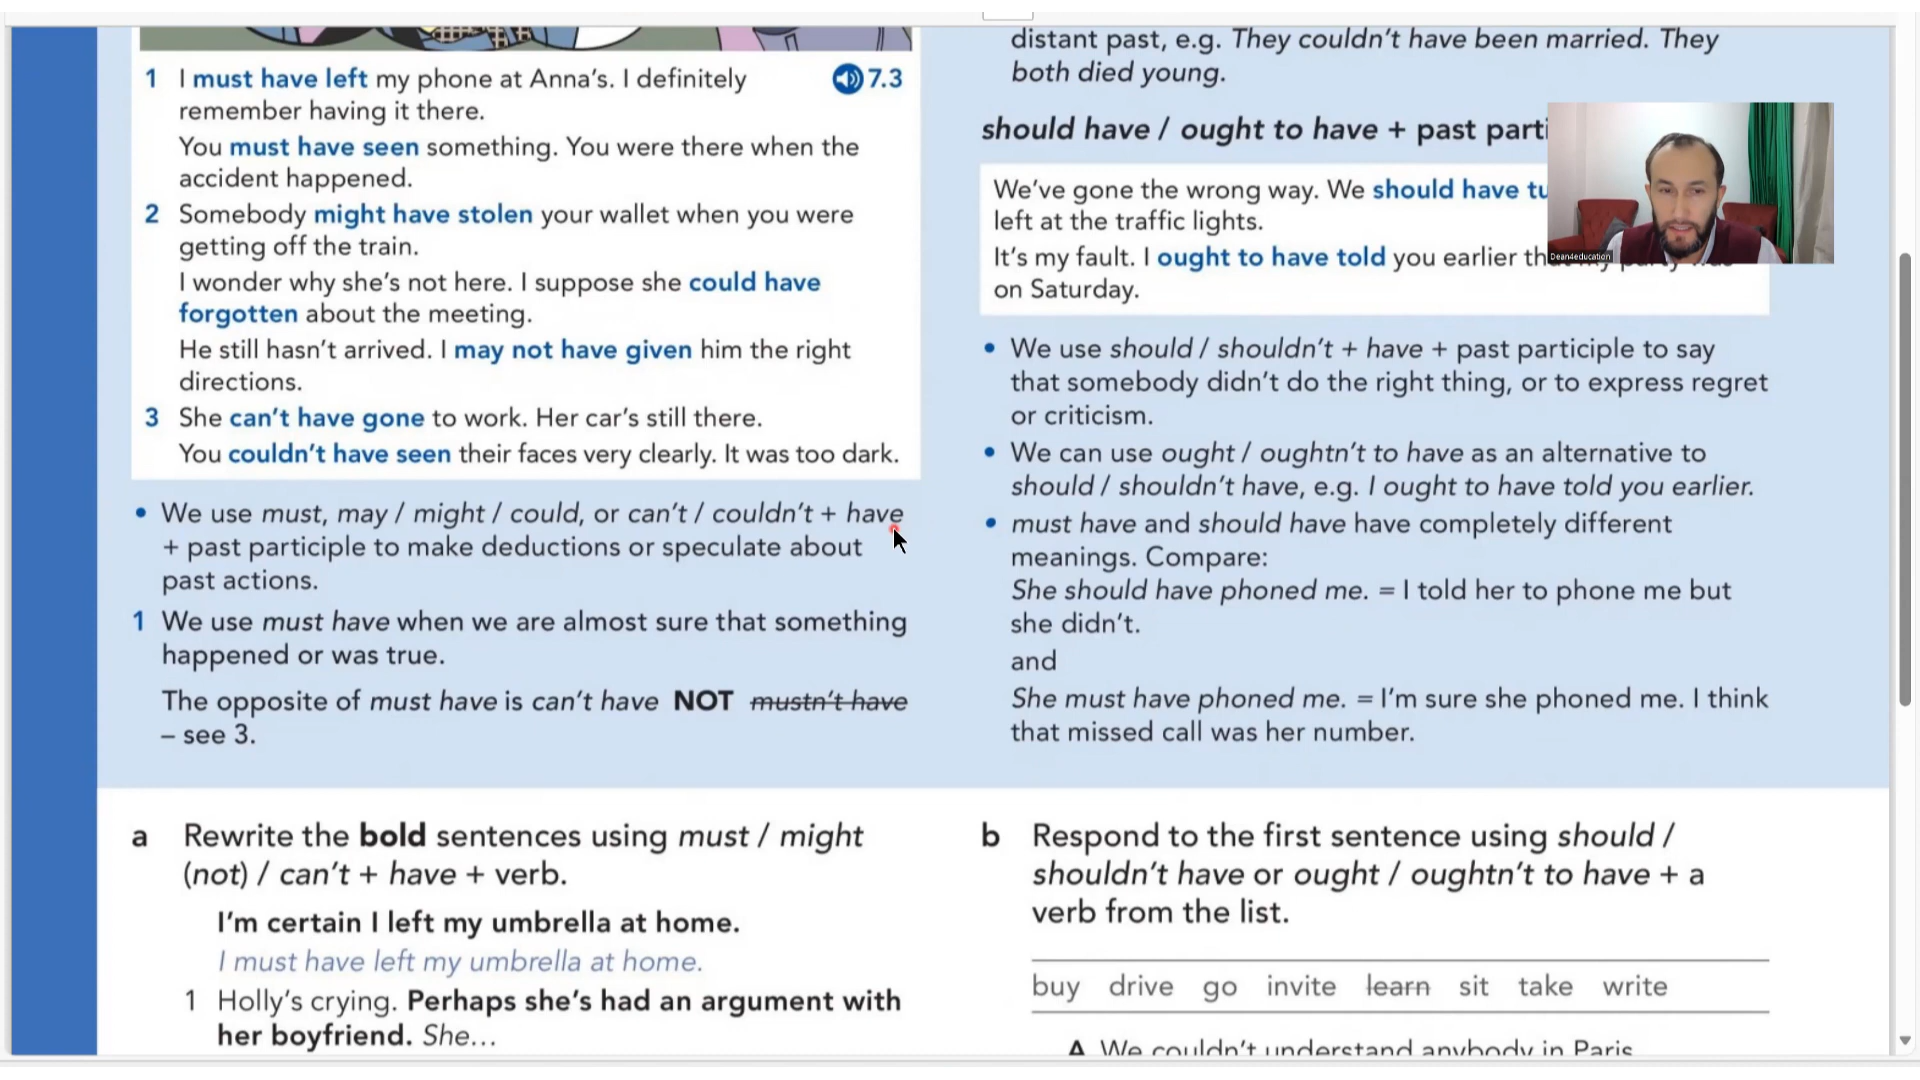 1 I must have left my phone at Anna's. I definitely 7.3
remember having it there.
You must have seen something. You were there when the
accident happened.
2 Somebody might have stolen your wallet when you were
getting off the train.
I wonder why she's not here. I suppose she could have
forgotten about the meeting.
He still hasn't arrived. I may not have given him the right
directions.
3 She can't have gone to work. Her car's still there.
You couldn't have seen their faces very clearly. It was too dark.
• We use must, may / might / could, or can't / couldn't + have
+ past participle to make deductions or speculate about
past actions.
1 We use must have when we are almost sure that something
happened or was true.
The opposite of must have is can't have NOT mustn't have
– see 3.
a Rewrite the bold sentences using must / might
(not) / can't + have + verb.
I'm certain I left my umbrella at home.
I must have left my umbrella at home.
1 Holly's crying. Perhaps she's had an argument with
her boyfriend. She...
distant past, e.g. They couldn't have been married. They
both died young.
should have / ought to have + past parti
We've gone the wrong way. We should have tu
left at the traffic lights.
It's my fault. I ought to have told you earlier
on Saturday.
Dean4education
• We use should / shouldn't + have + past participle to say
that somebody didn't do the right thing, or to express regret
or criticism.
• We can use ought / oughtn't to have as an alternative to
should / shouldn't have, e.g. I ought to have told you earlier.
• must have and should have have completely different
meanings. Compare:
She should have phoned me. = I told her to phone me but
she didn't.
and
She must have phoned me. = I'm sure she phoned me. I think
that missed call was her number.
b Respond to the first sentence using should /
shouldn't have or ought / oughtn't to have + a
verb from the list.
buy drive go invite learn sit take write
A We couldn't understand anybody in Paris